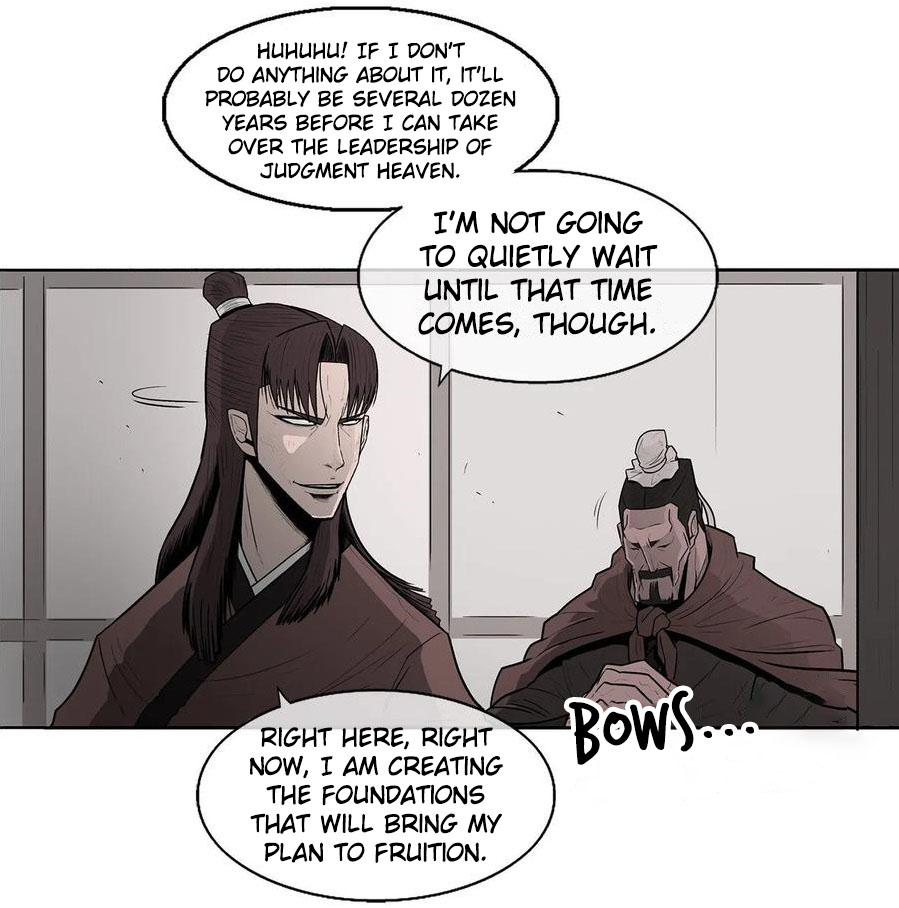 HUHUHU! IF I DON'T
DO ANYTHING ABOUT IT, IT'LL
PROBABLY BE SEVERAL DOZEN
YEARS BEFORE I CAN TAKE
OVER THE LEADERSHIP OF
JUDGMENT HEAVEN.
I'M NOT GOING
TO QUIETLY WAIT
UNTIL THAT TIME
COMES, THOUGH.
BOWS...
RIGHT HERE, RIGHT
NOW, I AM CREATING
THE FOUNDATIONS
THAT WILL BRING MY
PLAN TO FRUITION.